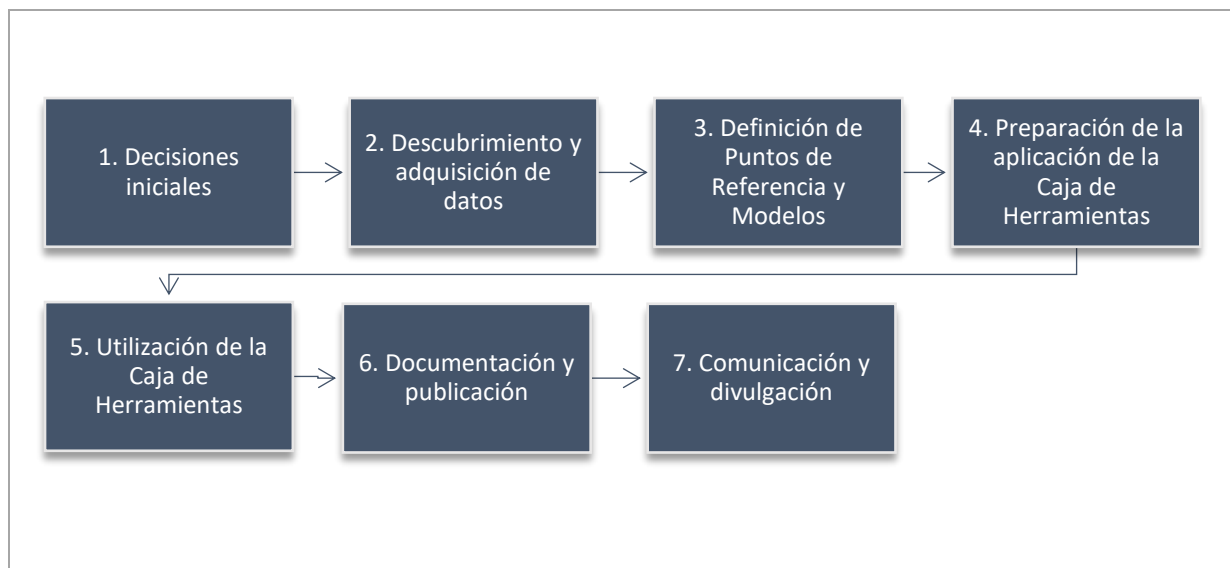 1. Decisiones
iniciales
2. Descubrimiento y
adquisición de
datos
3. Definición de
Puntos de
Referencia y
Modelos
4. Preparación de la
aplicación de la
Caja de
Herramientas
5. Utilización de la
Caja de
Herramientas
6. Documentación y
publicación
7. Comunicación y
divulgación